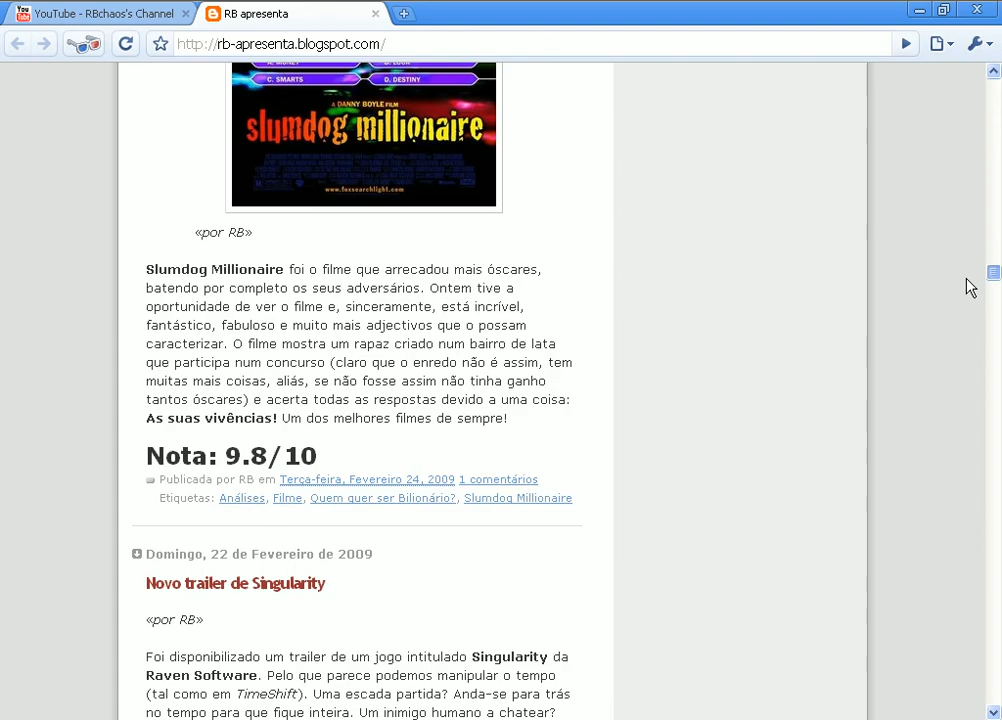 YouTube - RBchaos's Channel
RB apresenta
http://rb-apresenta.blogspot.com/
C. SMARTS
D. DESTINY
A DANNY BOYLE FILM
slumdog millionaire
www.foxsearchlight.com
«por RB»
Slumdog Millionaire foi o filme que arrecadou mais óscares,
batendo por completo os seus adversários. Ontem tive a
oportunidade de ver o filme e, sinceramente, está incrível,
fantástico, fabuloso e muito mais adjectivos que o possam
caracterizar. O filme mostra um rapaz criado num bairro de lata
que participa num concurso (claro que o enredo não é assim, tem
muitas mais coisas, aliás, se não fosse assim não tinha ganho
tantos óscares) e acerta todas as respostas devido a uma coisa:
As suas vivências! Um dos melhores filmes de sempre!
Nota: 9.8/10
Publicada por RB em Terça-feira, Fevereiro 24, 2009 1 comentários
Etiquetas: Análises, Filme, Quem quer ser Bilionário?, Slumdog Millionaire
Domingo, 22 de Fevereiro de 2009
Novo trailer de Singularity
«por RB»
Foi disponibilizado um trailer de um jogo intitulado Singularity da
Raven Software. Pelo que parece podemos manipular o tempo
(tal como em TimeShift). Uma escada partida? Anda-se para trás
no tempo para que fique inteira. Um inimigo humano a chatear?